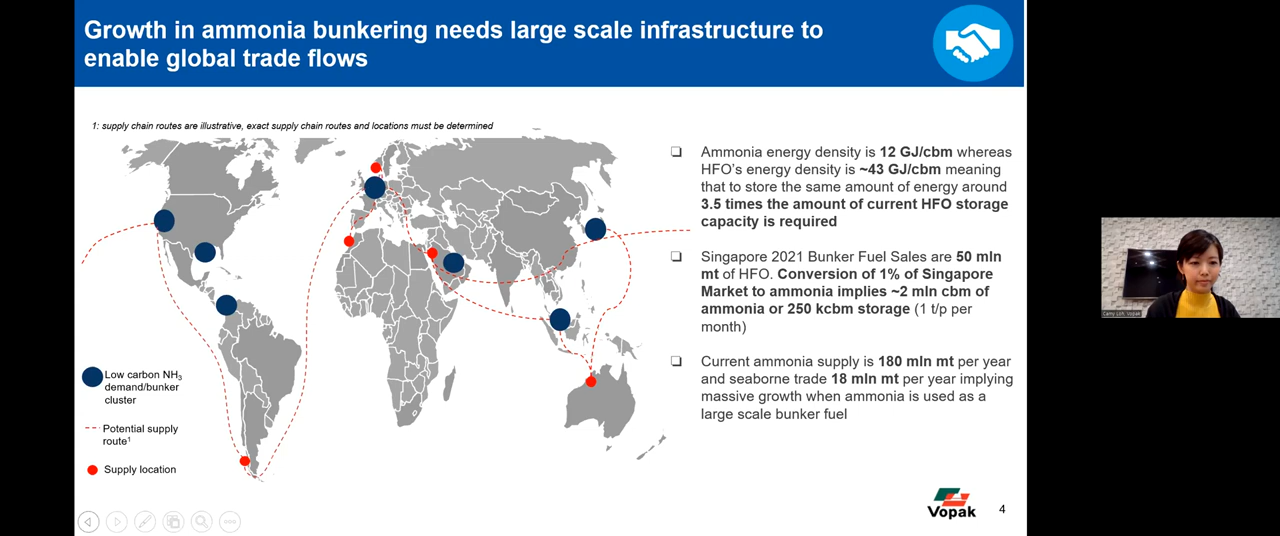 Growth in ammonia bunkering needs large scale infrastructure to
enable global trade flows
1: supply chain routes are illustrative, exact supply chain routes and locations must be determined
Low carbon NH3
demand/bunker
cluster
Potential supply
route1
Supply location
❑ Ammonia energy density is 12 GJ/cbm whereas
HFO's energy density is ~43 GJ/cbm meaning
that to store the same amount of energy around
3.5 times the amount of current HFO storage
capacity is required
❑ Singapore 2021 Bunker Fuel Sales are 50 mln
mt of HFO. Conversion of 1% of Singapore
Market to ammonia implies ~2 mln cbm of
ammonia or 250 kcbm storage (1 t/p per
month)
❑ Current ammonia supply is 180 mln mt per year
and seaborne trade 18 mln mt per year implying
massive growth when ammonia is used as a
large scale bunker fuel
Vopak
4